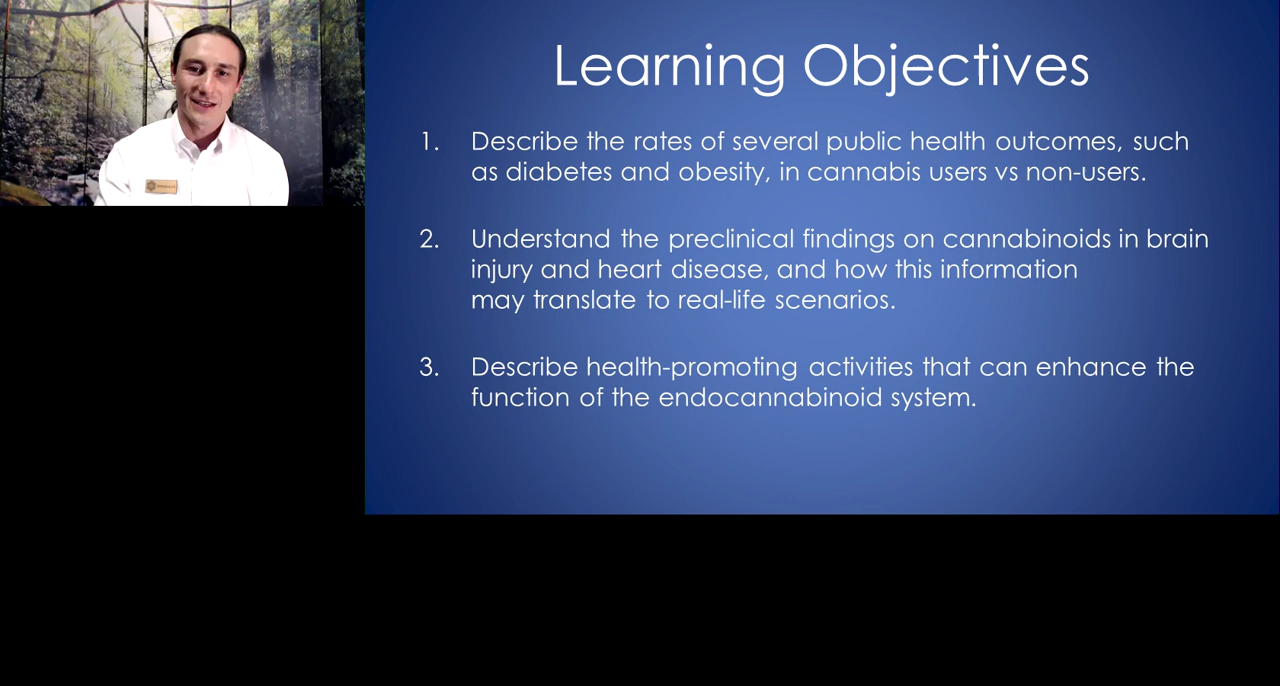 Learning Objectives
1. Describe the rates of several public health outcomes, such
as diabetes and obesity, in cannabis users vs non-users.
2. Understand the preclinical findings on cannabinoids in brain
injury and heart disease, and how this information
may translate to real-life scenarios.
3. Describe health-promoting activities that can enhance the
function of the endocannabinoid system.